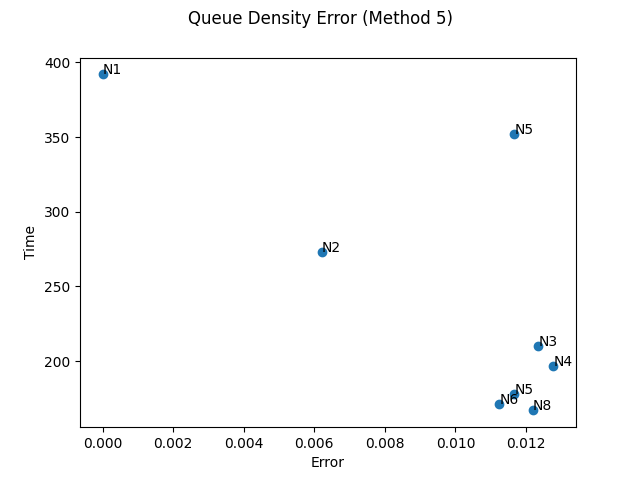 Queue Density Error (Method 5)
400
N1
350
N5
300
N2
250
N3
N4
200
N5
N6
N8
Time
0.000 0.002 0.004 0.006 0.008 0.010 0.012
Error